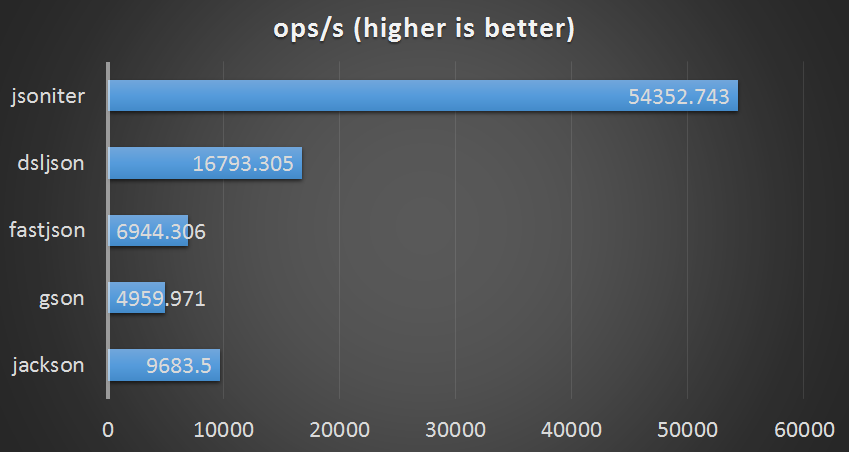 ops/s (higher is better)
jsoniter 54352.743
dsljson 16793.305
fastjson 6944.306
gson 4959.971
jackson 9683.5
0 10000 20000 30000 40000 50000 60000